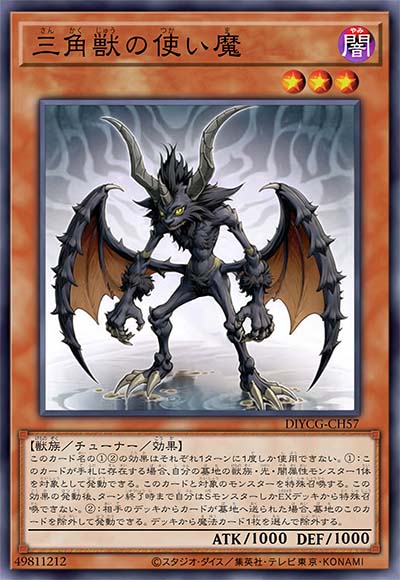 さんかくじゅう つか ま
三角獣の使い魔
やみ
闇
DIYCG-CH57
【獣族／チューナー／効果】
このカード名の①②の効果はそれぞれ1ターンに1度しか使用できない。①：こ
のカードが手札に存在する場合、自分の墓地の獣族・光・闇属性モンスター1体
を対象として発動できる。このカードと対象のモンスターを特殊召喚する。この
効果の発動後、ターン終了時まで自分はSモンスターしかEXデッキから特殊召
喚できない。②：相手のデッキからカードが墓地へ送られた場合、墓地のこの
カードを除外して発動できる。デッキから魔法カード1枚を選んで除外する。
ATK/1000 DEF/1000
49811212
©スタジオ・ダイス／集英社・テレビ東京・KONAMI